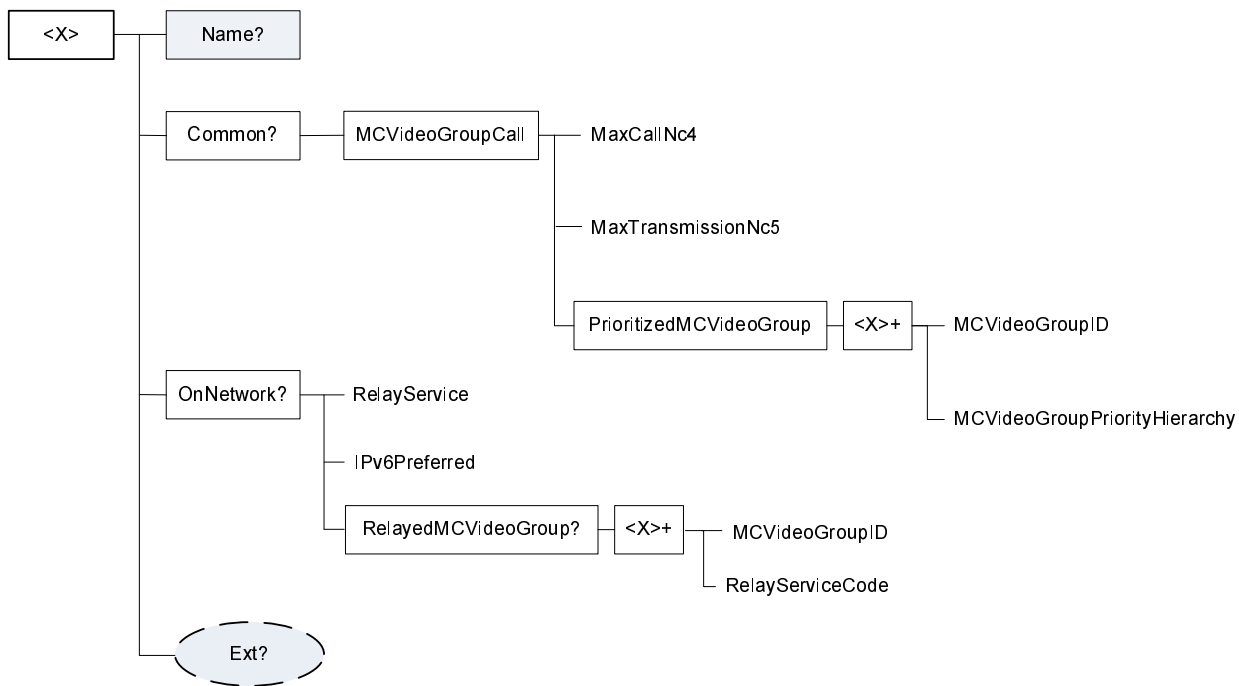 <X>
Name?
Common?
MCVideoGroupCall
MaxCallNc4
MaxTransmissionNc5
PrioritizedMCVideoGroup
<X>+
MCVideoGroupID
MCVideoGroupPriorityHierarchy
OnNetwork?
RelayService
IPv6Preferred
RelayedMCVideoGroup?
<X>+
MCVideoGroupID
RelayServiceCode
Ext?